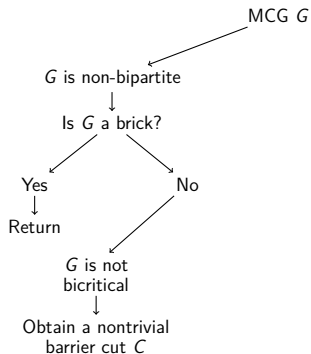 MCG G
G is non-bipartite
Is G a brick?
Yes
No
Return
G is not
bicritical
Obtain a nontrivial
barrier cut C